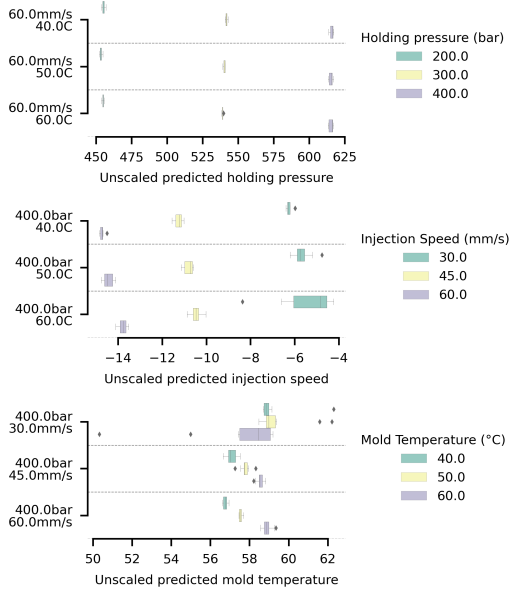 60.0mm/s
40.0C
60.0mm/s
50.0C
60.0mm/s
60.0C
450 475 500 525 550 575 600 625
Unscaled predicted holding pressure
Holding pressure (bar)
200.0
300.0
400.0
400.0bar
40.0C
400.0bar
50.0C
400.0bar
60.0C
−14 −12 −10 −8 −6 −4
Unscaled predicted injection speed
Injection Speed (mm/s)
30.0
45.0
60.0
400.0bar
30.0mm/s
400.0bar
45.0mm/s
400.0bar
60.0mm/s
50 52 54 56 58 60 62
Unscaled predicted mold temperature
Mold Temperature (°C)
40.0
50.0
60.0